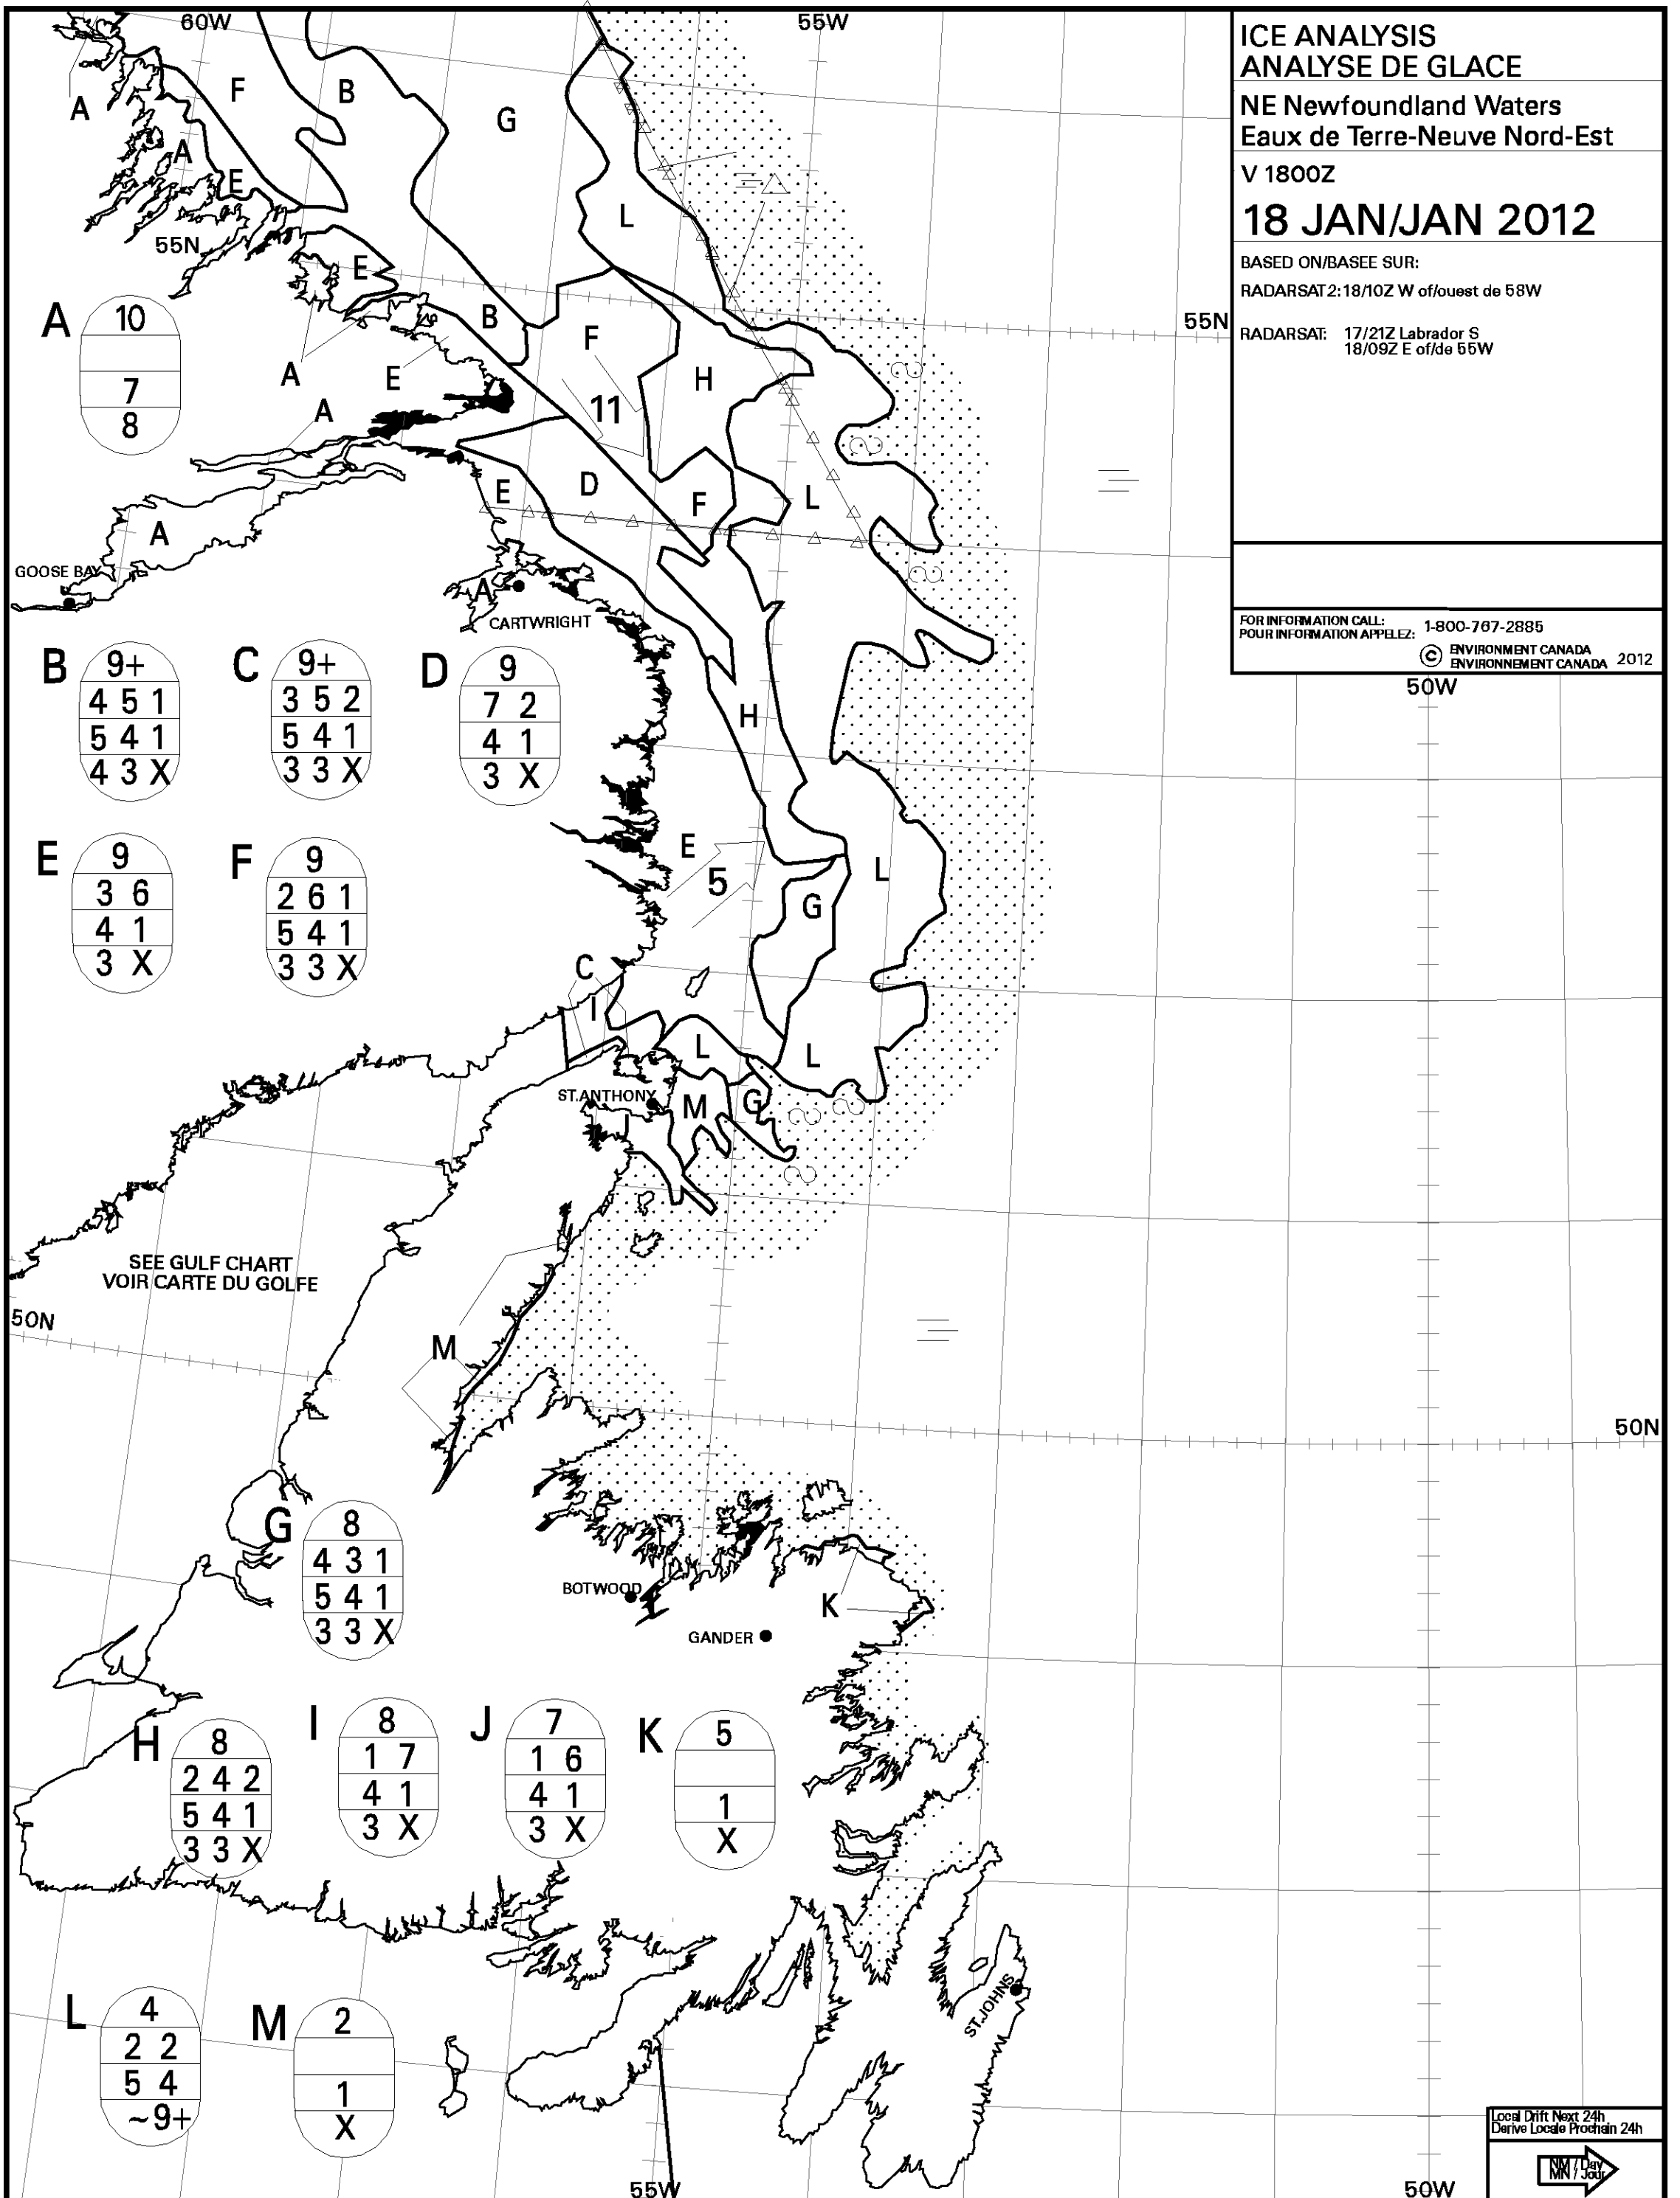 60W
55W
ICE ANALYSIS
ANALYSE DE GLACE
NE Newfoundland Waters
Eaux de Terre-Neuve Nord-Est
V 1800Z
18 JAN/JAN 2012
BASED ON/BASEE SUR:
RADARSAT2: 18/10Z W of/ouest de 58W
RADARSAT: 17/21Z Labrador S
18/09Z E of/de 55W
FOR INFORMATION CALL:
POUR INFORMATION APPELEZ: 1-800-767-2885
© ENVIRONMENT CANADA
ENVIRONNEMENT CANADA 2012
50W
A
F
B
G
A
E
L
55N
E
B
F
H
55N
A
E
A
11
E
D
F
L
A
GOOSE BAY
A
CARTWRIGHT
H
E
5
L
G
C
I
L
L
ST.ANTHONY
M
G
J
SEE GULF CHART
VOIR CARTE DU GOLFE
50N
M
50N
BOTWOOD
K
GANDER
ST.JOHNS
A
10
7
8
B
9+
4 5 1
5 4 1
4 3 X
C
9+
3 5 2
5 4 1
3 3 X
D
9
7 2
4 1
3 X
E
9
3 6
4 1
3 X
F
9
2 6 1
5 4 1
3 3 X
G
8
4 3 1
5 4 1
3 3 X
H
8
2 4 2
5 4 1
3 3 X
I
8
1 7
4 1
3 X
J
7
1 6
4 1
3 X
K
5
1
X
L
4
2 2
5 4
~9+
M
2
1
X
55W
50W
Local Drift Next 24h
Derive Locale Prochain 24h
NM / Day
MN / Jour